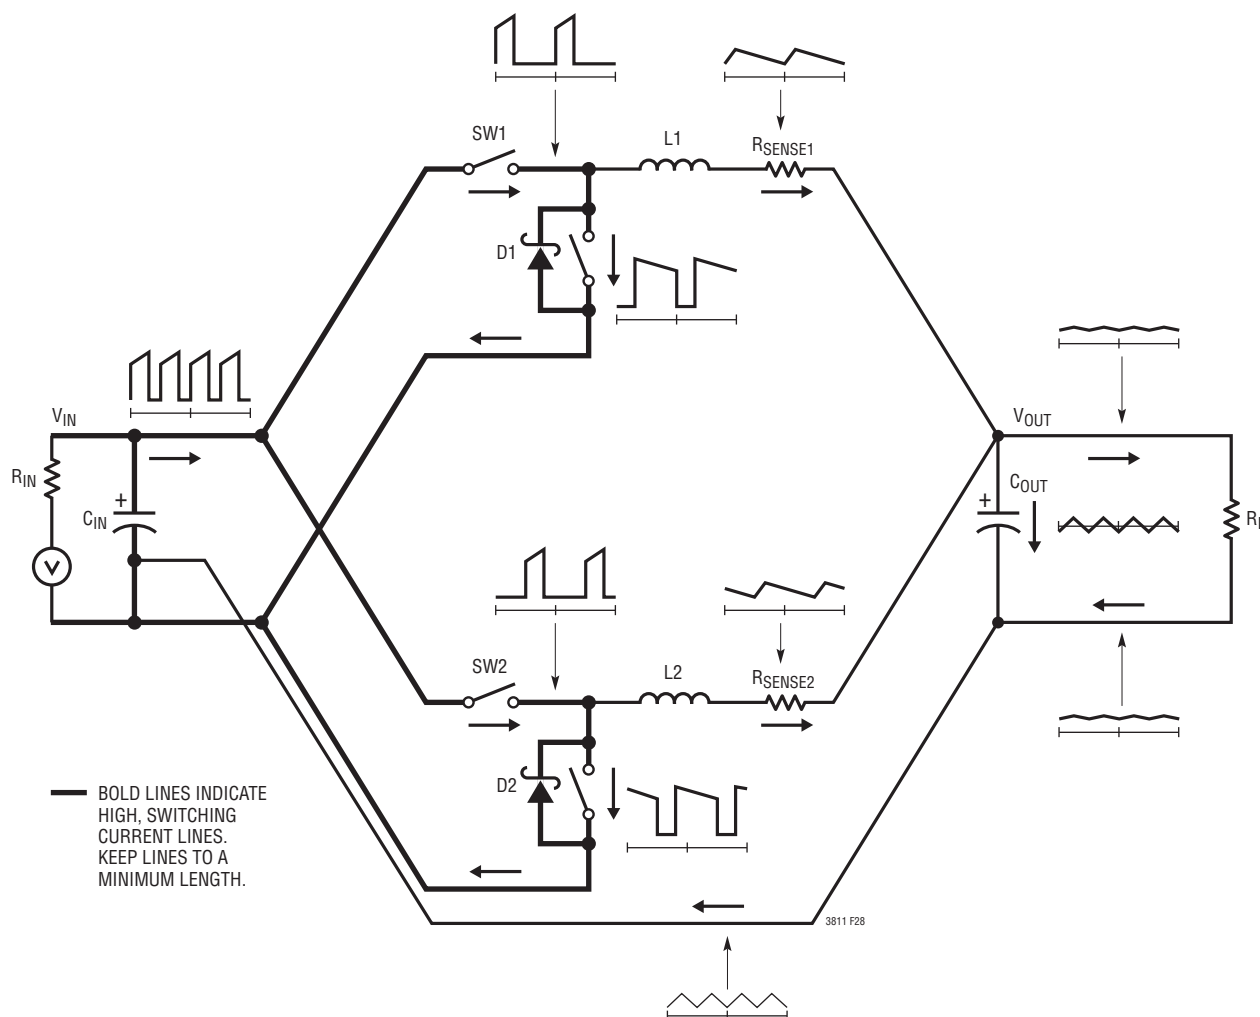 SW1
L1
RSENSE1
D1
VIN
RIN
+
CIN
V
VOUT
+
COUT
SW2
L2
RSENSE2
D2
BOLD LINES INDICATE
HIGH, SWITCHING
CURRENT LINES.
KEEP LINES TO A
MINIMUM LENGTH.
3811 F28